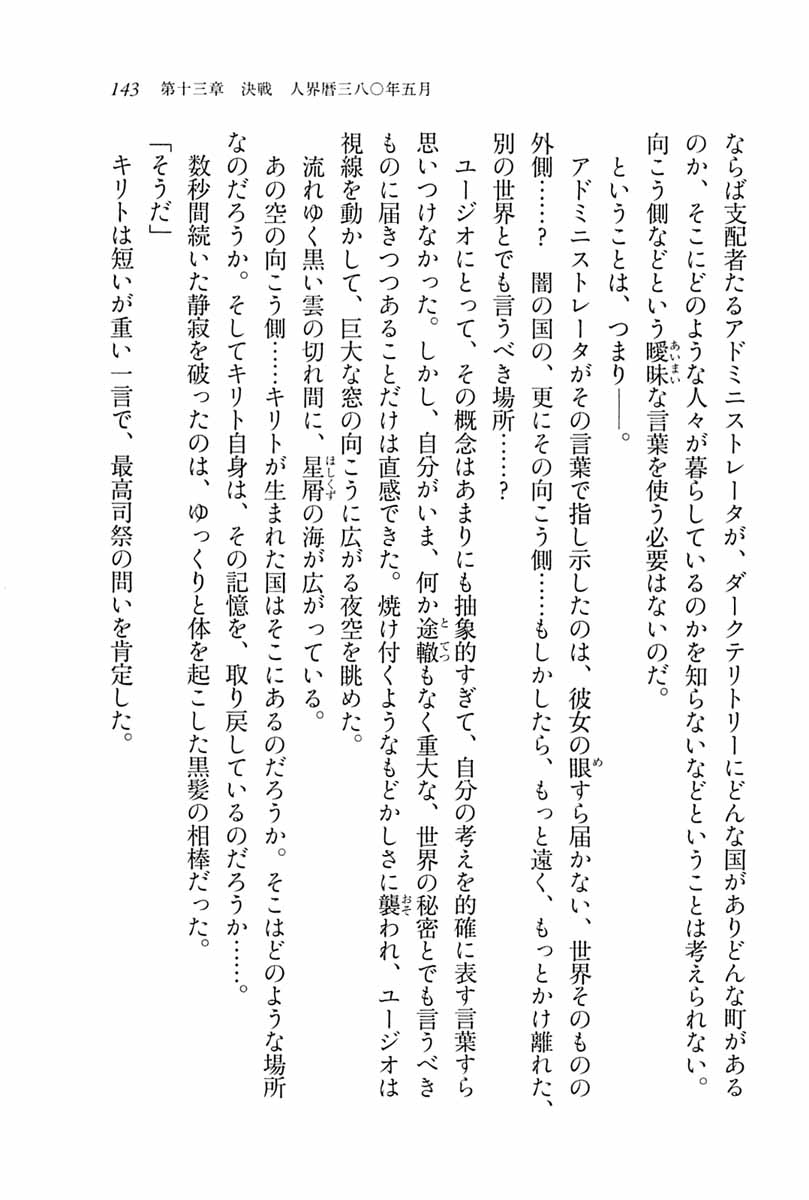 143 第十三章 決戦 人界暦三八〇年五月
ならば支配者たるアドミニストレータが、ダークテリトリーにどんな国がありどんな町がある
のか、そこにどのような人々が暮らしているのかを知らないなどということは考えられない。
向こう側などという曖昧な言葉を使う必要はないのだ。
ということは、つまり――。
アドミニストレータがその言葉で指し示したのは、彼女の眼すら届かない、世界そのものの
外側……? 闇の国の、更にその向こう側……もしかしたら、もっと遠く、もっとかけ離れた、
別の世界とでも言うべき場所……?
ユージオにとって、その概念はあまりにも抽象的すぎて、自分の考えを的確に表す言葉すら
思いつけなかった。しかし、自分がいま、何か途轍もなく重大な、世界の秘密とでも言うべき
ものに届きつつあることだけは直感できた。焼け付くようなもどかしさに襲われ、ユージオは
視線を動かして、巨大な窓の向こうに広がる夜空を眺めた。
流れゆく黒い雲の切れ間に、星屑の海が広がっている。
あの空の向こう側……キリトが生まれた国はそこにあるのだろうか。そこはどのような場所
なのだろうか。そしてキリト自身は、その記憶を、取り戻しているのだろうか……。
数秒間続いた静寂を破ったのは、ゆっくりと体を起こした黒髪の相棒だった。
「そうだ」
キリトは短いが重い一言で、最高司祭の問いを肯定した。